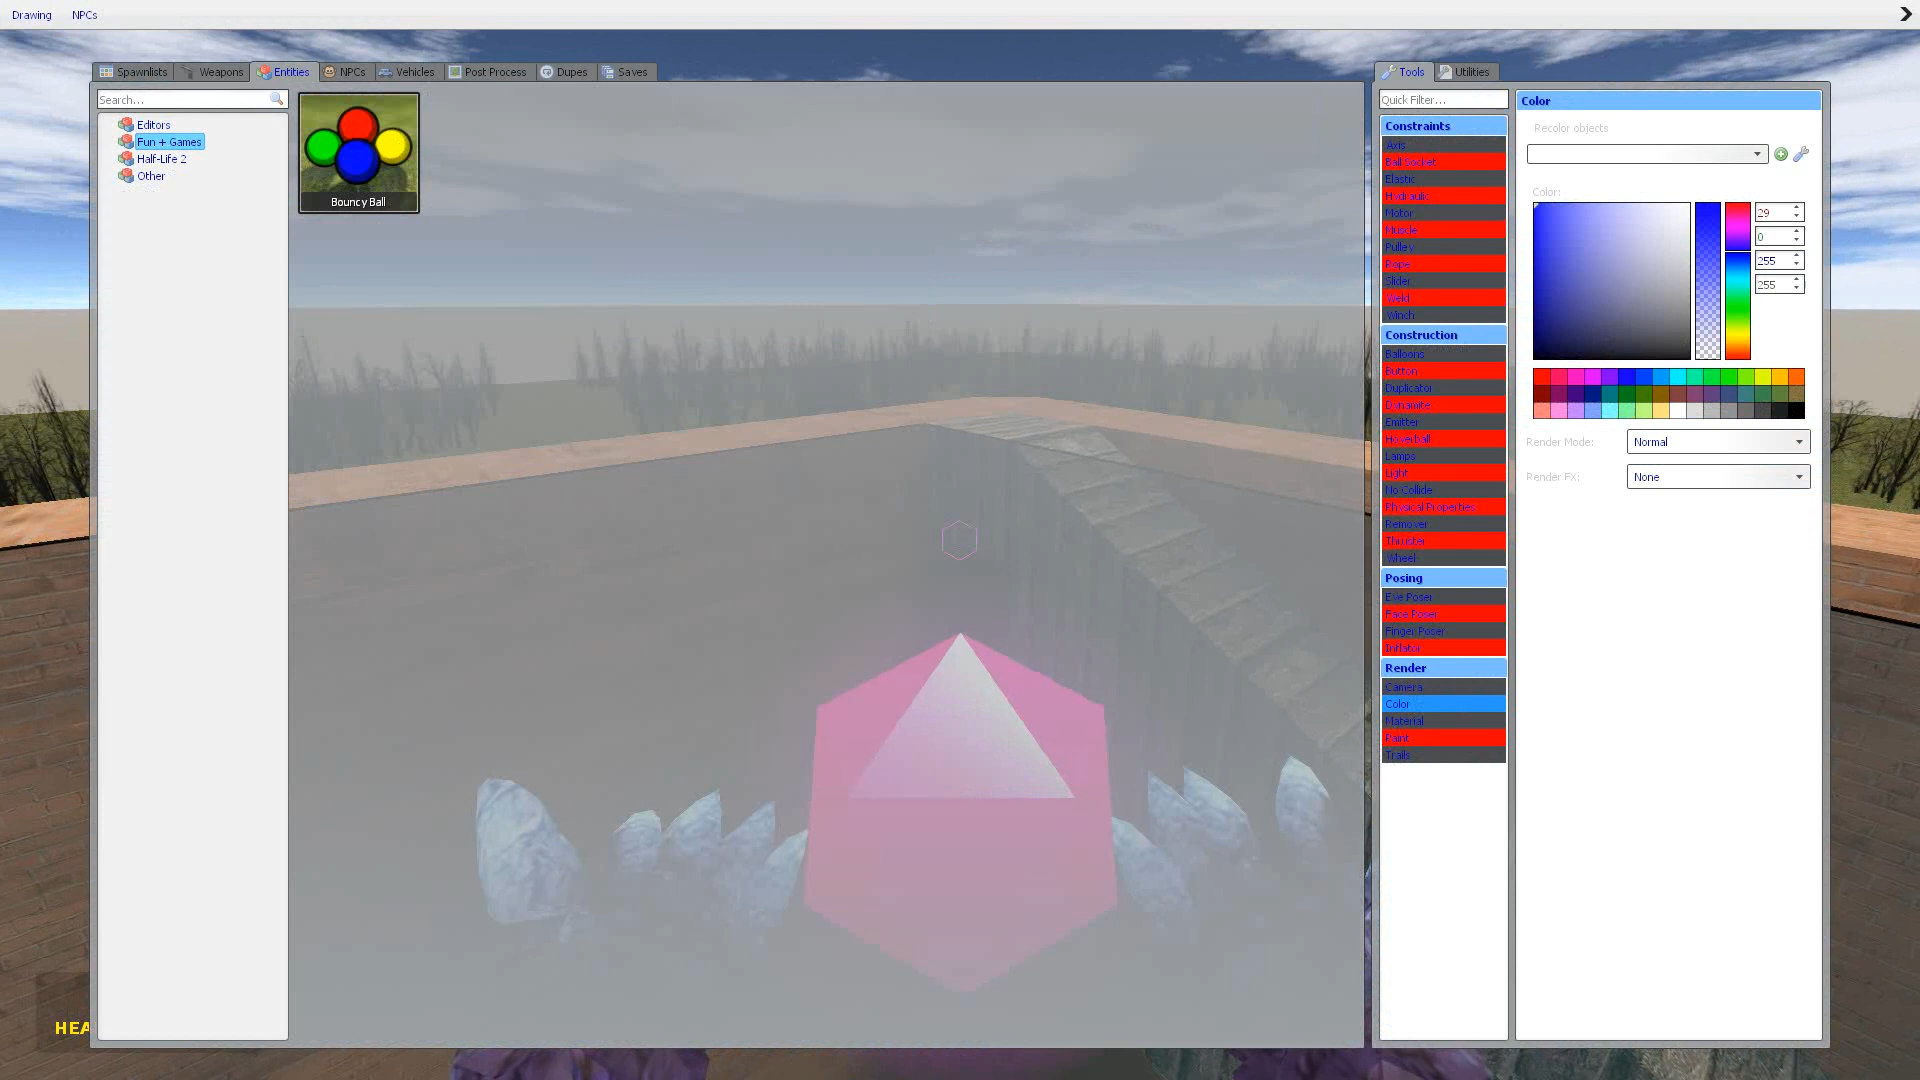 Drawing NPCs
Spawnlists Weapons Entities NPCs Vehicles Post Process Dupes Saves
Search...
Editors
Fun + Games
Half-Life 2
Other
Bouncy Ball
HEA
Tools Utilities
Quick Filter...
Constraints
Axis
Ball Socket
Elastic
Hydraulic
Motor
Muscle
Pulley
Rope
Slider
Weld
Winch
Construction
Balloons
Button
Duplicator
Dynamite
Emitter
Hoverball
Lamps
Light
No Collide
Physical Properties
Remover
Thruster
Wheel
Posing
Eye Poser
Face Poser
Finger Poser
Inflator
Render
Camera
Color
Material
Paint
Trails
Color
Recolor objects
Color:
29
0
255
255
Render Mode: Normal
Render FX: None